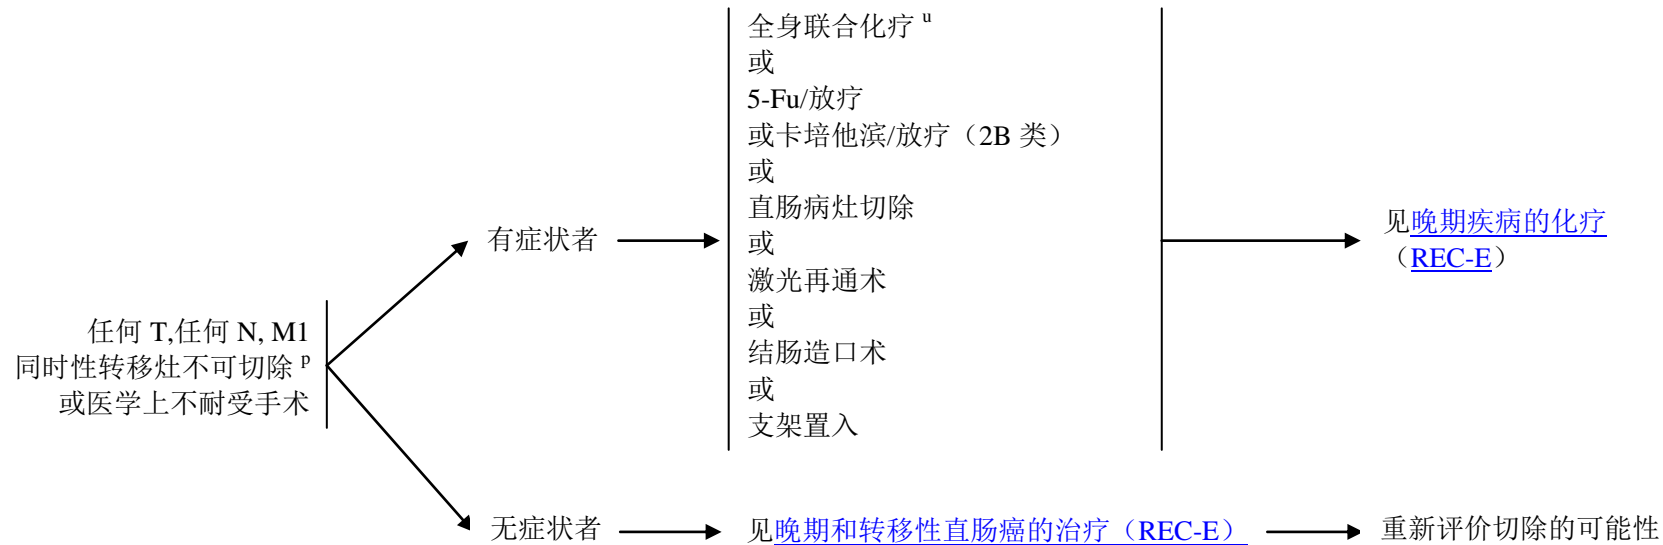 任何 T,任何 N, M1
同时性转移灶不可切除 p
或医学上不耐受手术
有症状者
全身联合化疗 u
或
5-Fu/放疗
或卡培他滨/放疗（2B 类）
或
直肠病灶切除
或
激光再通术
或
结肠造口术
或
支架置入
见晚期疾病的化疗
（REC-E）
无症状者
见晚期和转移性直肠癌的治疗（REC-E）
重新评价切除的可能性